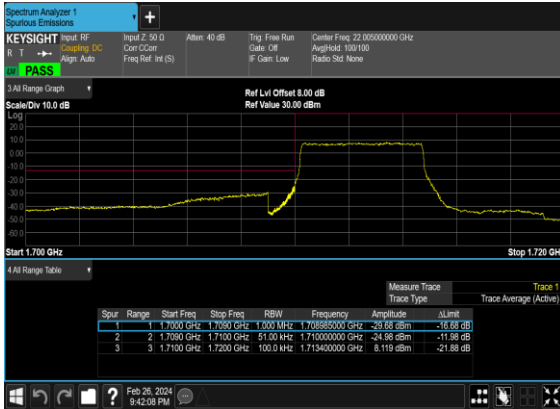 Spectrum Analyzer 1
Spurious Emissions
KEYSIGHT
R T
Input: RF
Coupling: DC
Align: Auto
Input Z: 50 Ω
Corr CCorr
Freq Ref: Int (S)
Atten: 40 dB
Trig: Free Run
Gate: Off
IF Gain: Low
Center Freq: 22.005000000 GHz
Avg|Hold: 100/100
Radio Std: None
PASS
3 All Range Graph
Scale/Div 10.0 dB
Ref Lvl Offset 8.00 dB
Ref Value 30.00 dBm
Log
20.0
10.0
0.00
-10.0
-20.0
-30.0
-40.0
-50.0
-60.0
Start 1.700 GHz
Stop 1.720 GH
4 All Range Table
Measure Trace Trace 1
Trace Type Trace Average (Active)
Spur Range Start Freq Stop Freq RBW Frequency Amplitude ΔLimit
1 1 1.7000 GHz 1.7090 GHz 1.000 MHz 1.708985000 GHz -29.68 dBm -16.68 dB
2 2 1.7090 GHz 1.7100 GHz 51.00 kHz 1.710000000 GHz -24.98 dBm -11.98 dB
3 3 1.7100 GHz 1.7200 GHz 100.0 kHz 1.713400000 GHz 8.119 dBm -21.88 dB
Feb 26, 2024
9:42:08 PM